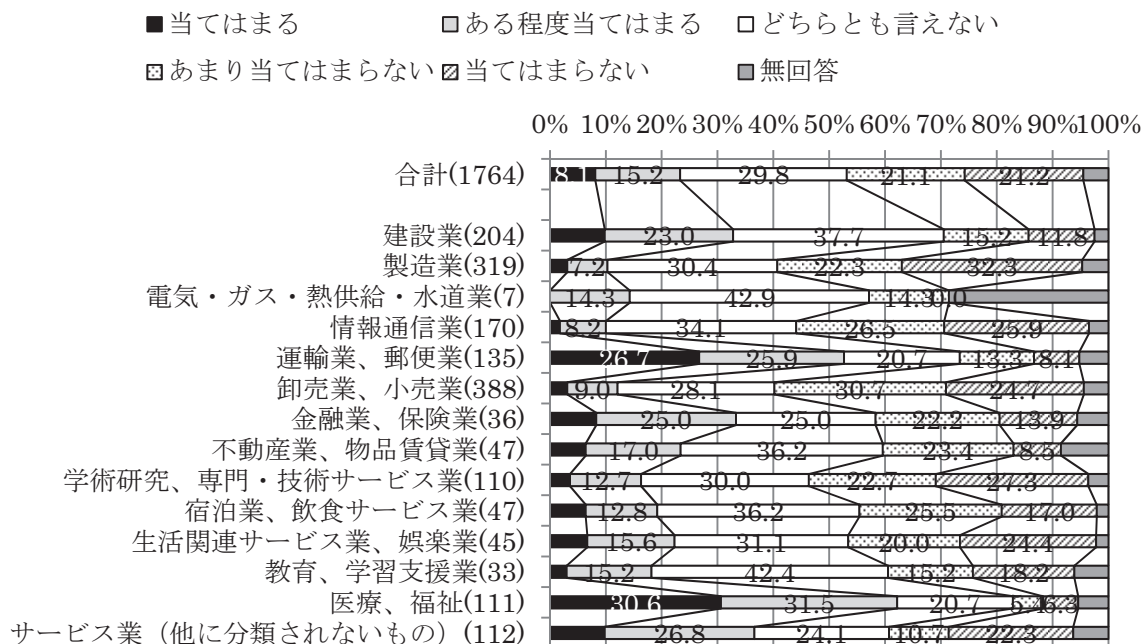 ■当てはまる ■ある程度当てはまる □どちらとも言えない
あまり当てはまらない 当てはまらない ■無回答
0% 10% 20% 30% 40% 50% 60% 70% 80% 90% 100%
合計(1764) 8.1 15.2 29.8 21.1 21.2
建設業(204) 23.0 37.7 15.2 11.8
製造業(319) 7.2 30.4 22.3 32.3
電気・ガス・熱供給・水道業(7) 14.3 42.9 14.3 0.0
情報通信業(170) 8.2 34.1 26.5 25.9
運輸業、郵便業(135) 26.7 25.9 20.7 13.3 8.1
卸売業、小売業(388) 9.0 28.1 30.7 24.7
金融業、保険業(36) 25.0 25.0 22.2 13.9
不動産業、物品賃貸業(47) 17.0 36.2 23.4 8.5
学術研究、専門・技術サービス業(110) 12.7 30.0 22.7 27.3
宿泊業、飲食サービス業(47) 12.8 36.2 25.5 17.0
生活関連サービス業、娯楽業(45) 15.6 31.1 20.0 24.4
教育、学習支援業(33) 15.2 42.4 15.2 18.2
医療、福祉(111) 30.6 31.5 20.7 6.3
サービス業（他に分類されないもの）(112) 26.8 24.1 10.7 22.3